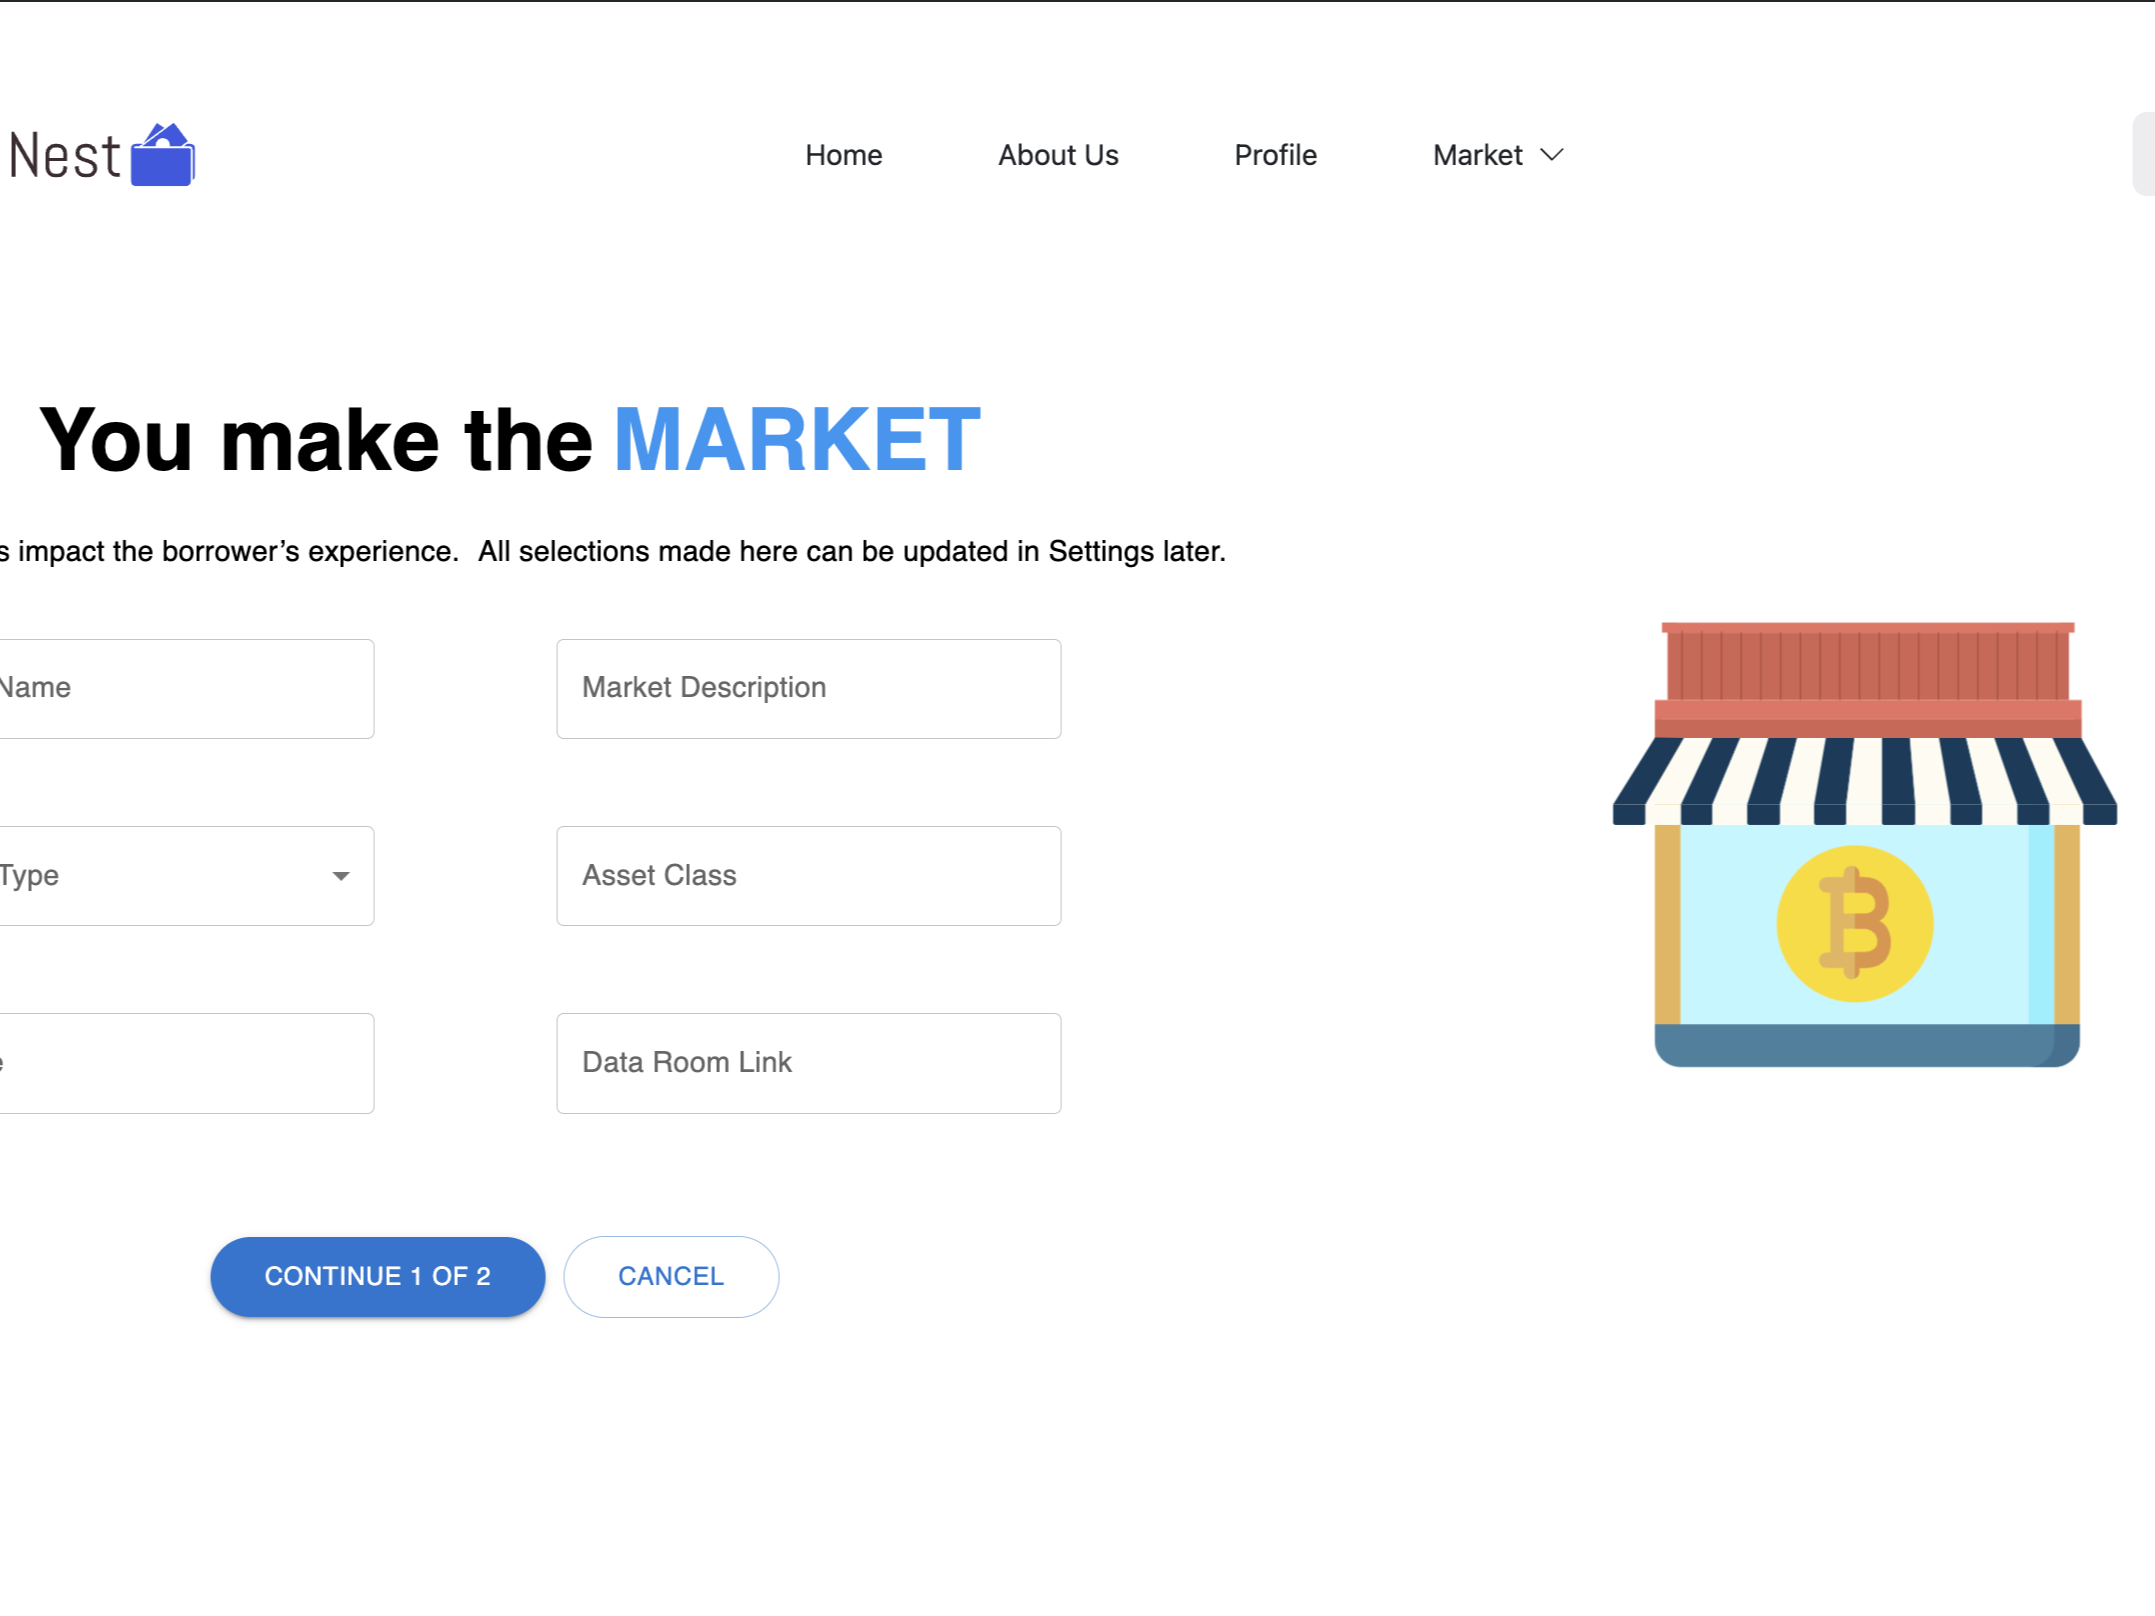 Nest
Home About Us Profile Market
You make the MARKET
s impact the borrower’s experience. All selections made here can be updated in Settings later.
Name Market Description
Type Asset Class
e Data Room Link
CONTINUE 1 OF 2 CANCEL